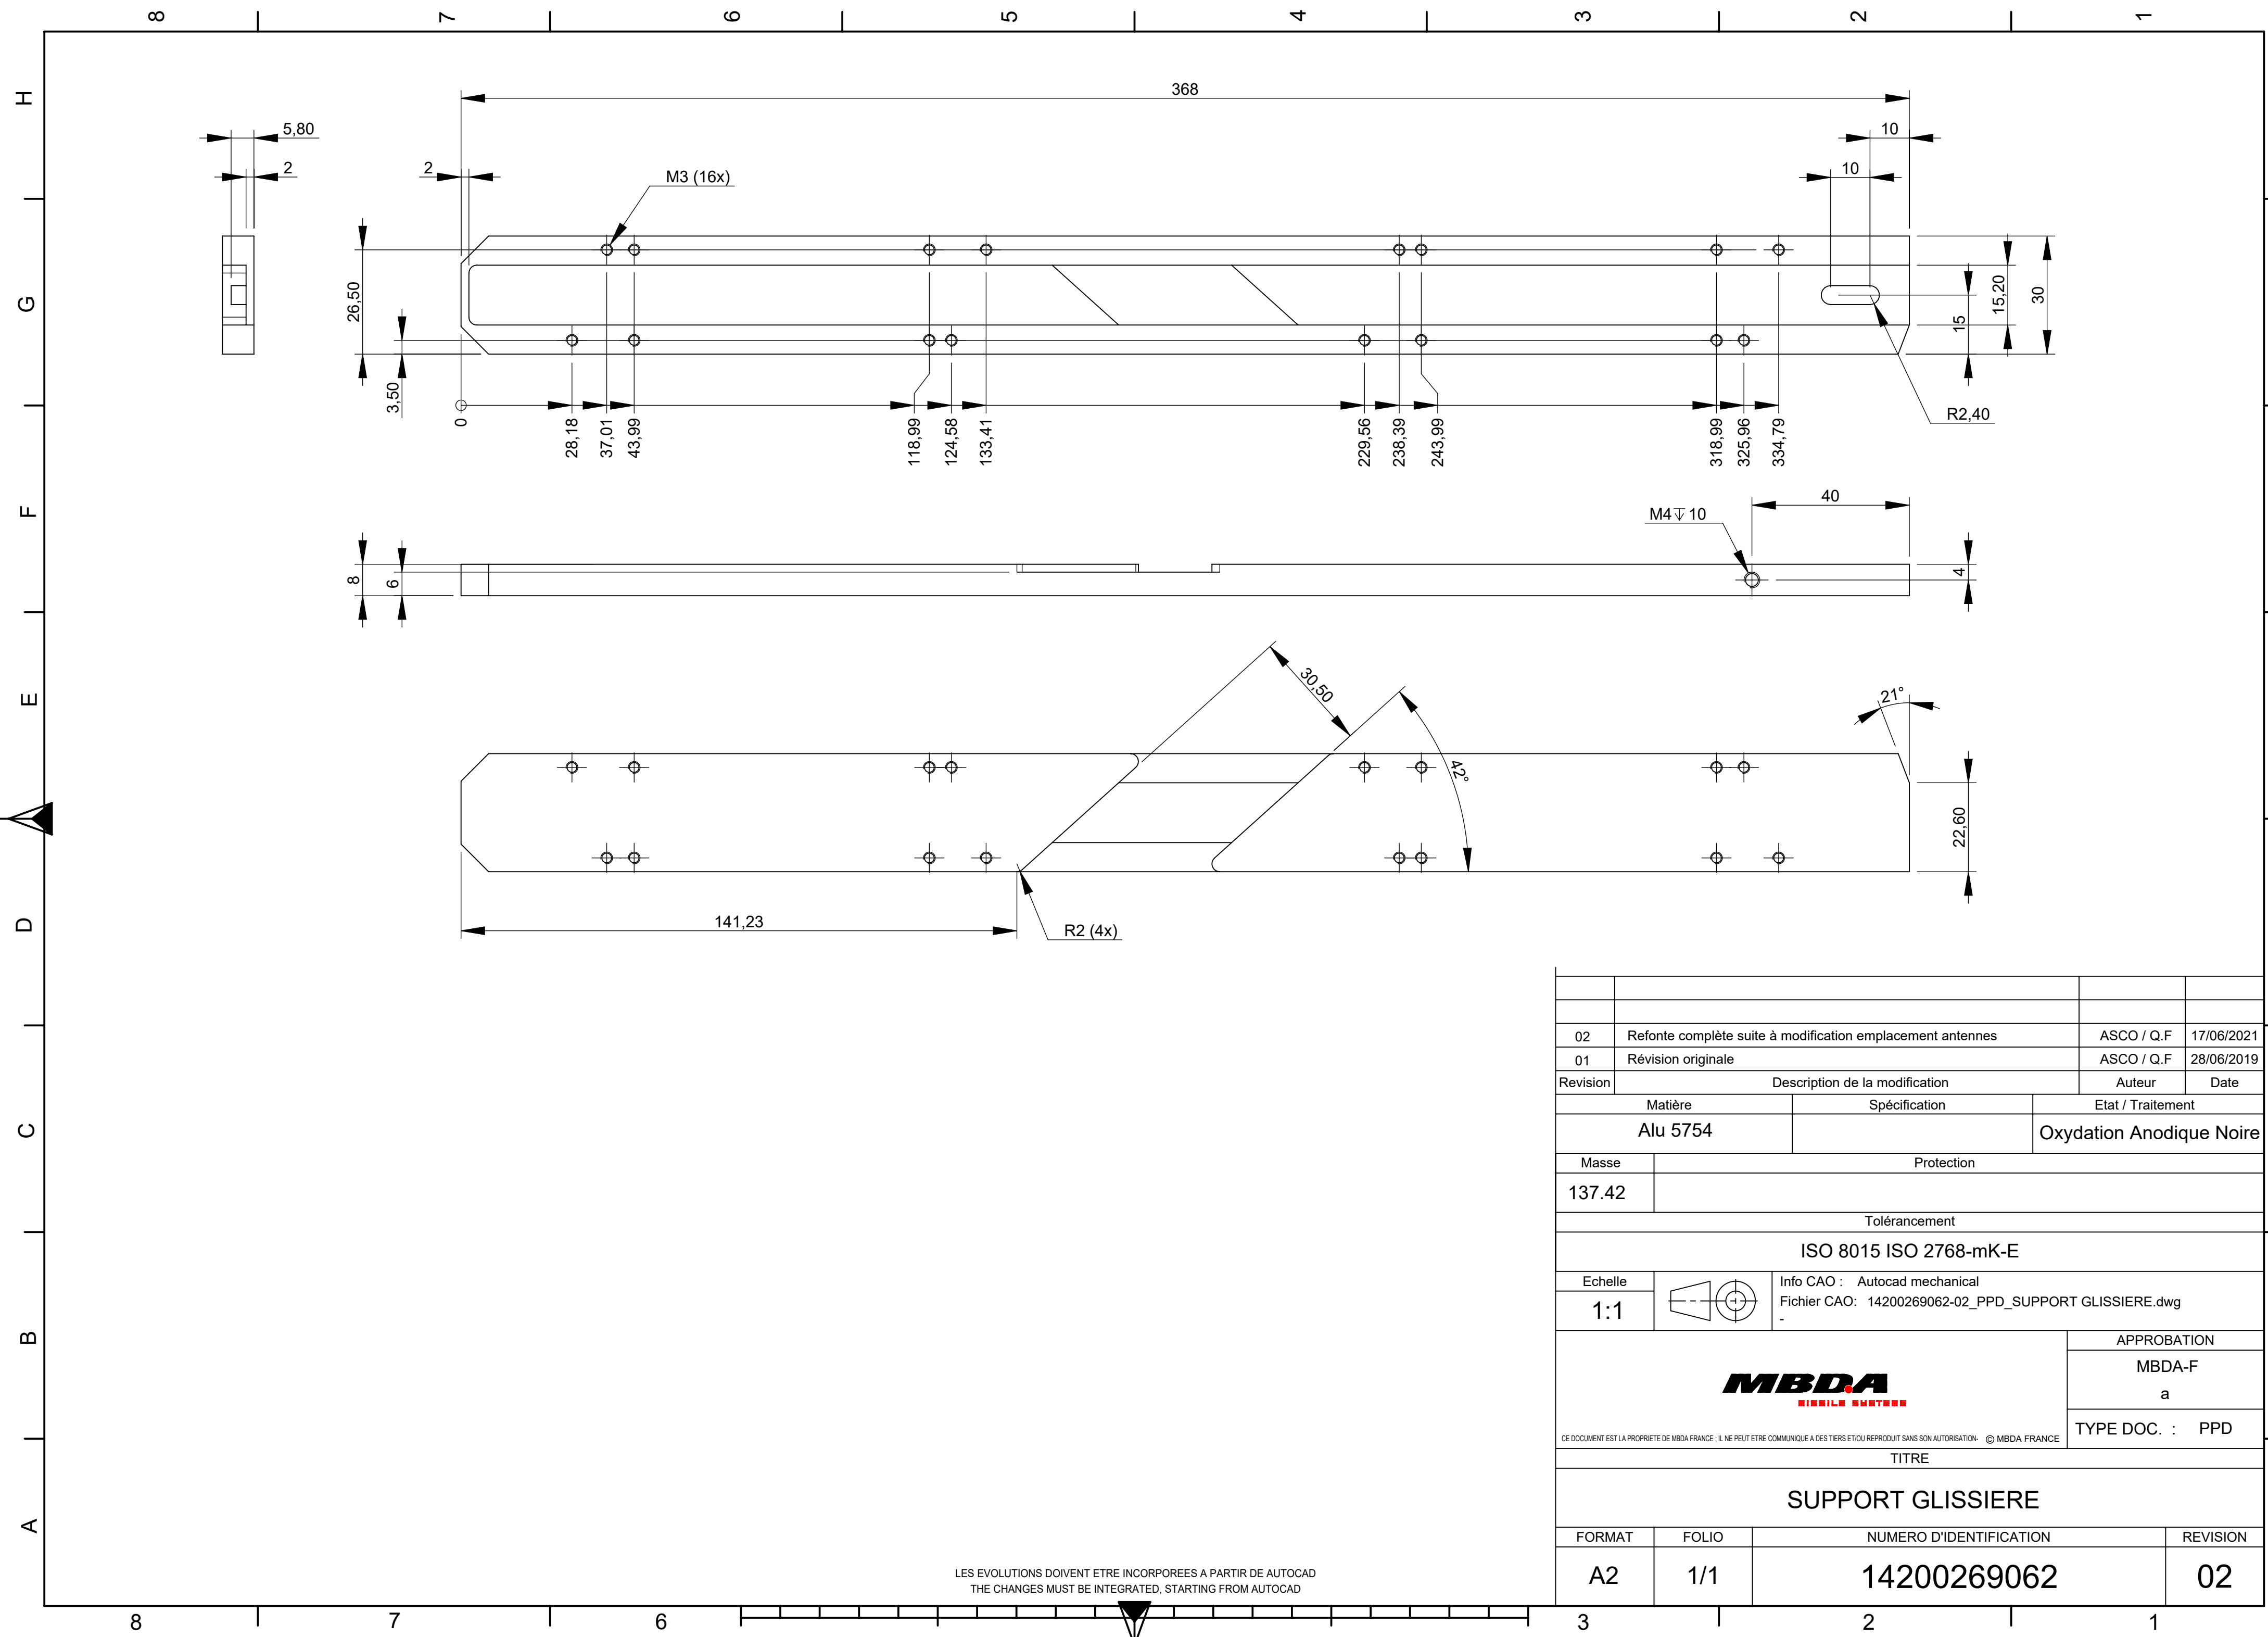 8 7 6 5 4 3 2 1
H
G
F
E
D
C
B
A
368
5,80
2
2
M3 (16x)
10
10
26,50
3,50
15,20
30
15
R2,40
0
28,18
37,01
43,99
118,99
124,58
133,41
229,56
238,39
243,99
318,99
325,96
334,79
40
M4↧10
8
6
4
30,50
42°
21°
22,60
141,23
R2 (4x)
02 Refonte complète suite à modification emplacement antennes ASCO / Q.F 17/06/2021
01 Révision originale ASCO / Q.F 28/06/2019
Revision Description de la modification Auteur Date
Matière Spécification Etat / Traitement
Alu 5754 Oxydation Anodique Noire
Masse Protection
137.42
Tolérancement
ISO 8015 ISO 2768-mK-E
Echelle
1:1
Info CAO : Autocad mechanical
Fichier CAO: 14200269062-02_PPD_SUPPORT GLISSIERE.dwg
-
APPROBATION
MBDA-F
a
MBDA
MISSILE SYSTEMS
TYPE DOC. : PPD
CE DOCUMENT EST LA PROPRIETE DE MBDA FRANCE ; IL NE PEUT ETRE COMMUNIQUE A DES TIERS ET/OU REPRODUIT SANS SON AUTORISATION- © MBDA FRANCE
TITRE
SUPPORT GLISSIERE
FORMAT FOLIO NUMERO D'IDENTIFICATION REVISION
A2 1/1 14200269062 02
LES EVOLUTIONS DOIVENT ETRE INCORPOREES A PARTIR DE AUTOCAD
THE CHANGES MUST BE INTEGRATED, STARTING FROM AUTOCAD
8 7 6 3 2 1